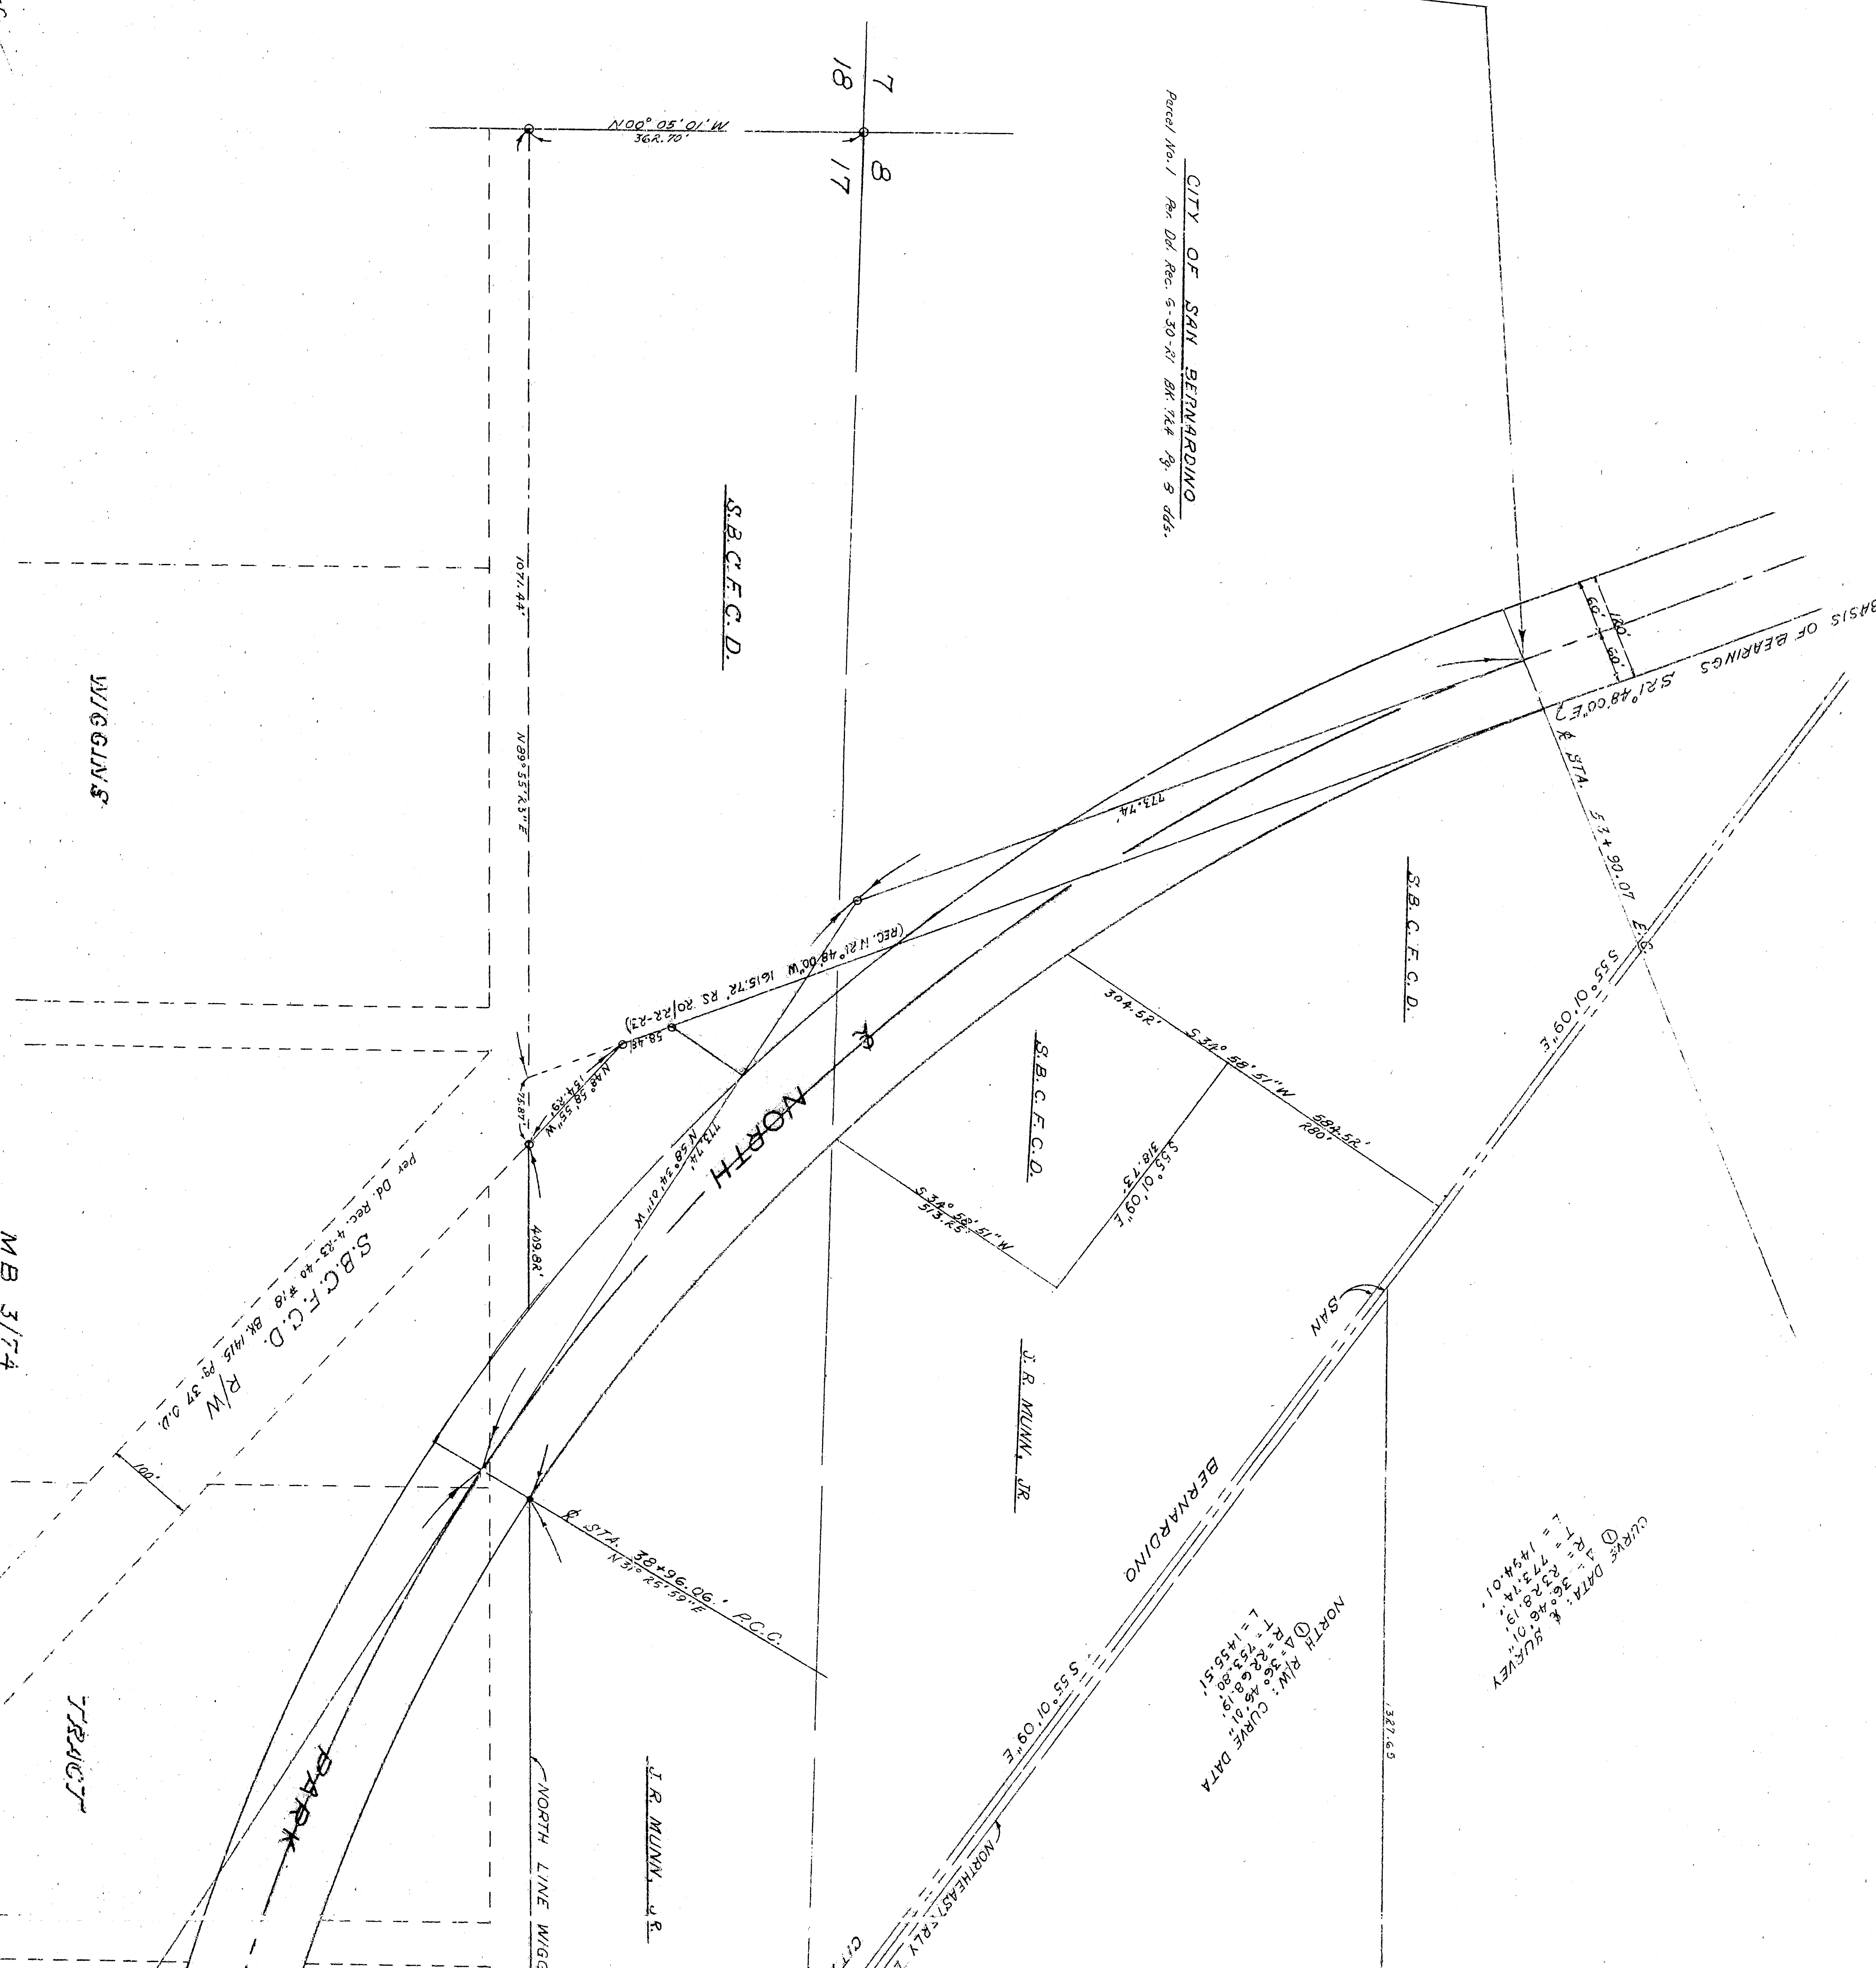 7
18
8
17
N00° 05' 01" W
362.70'
CITY OF SAN BERNARDINO
Parcel No. 1 Per. Dd. Rec. 6-30-21 BK. 724 Pg. 8 dds.
S.B.C.F.C.D.
1071.44'
N89°55'23"E
WIGGINS
BASIS OF BEARINGS
S21°48'00"E
120'
60'
60'
℄ STA. 53+90.07 E.C.
S55°01'09"E
773.74'
(REC. N21°48'00"W 1615.72' RS 20/22-23)
58.48'
N48°58'55"W
154.29'
75.87'
409.82'
℄
NORTH
773.74'
N58°34'01"W
S.B.C.F.C.D.
304.52'
S34°58'51"W
584.52'
280'
S.B.C.F.C.D.
S55°01'09"E
318.73'
S34°58'51"W
513.25'
J. R. MUNN, JR.
SAN
BERNARDINO
S55°01'09"E
NORTHEASTERLY
CIT
1327.65
CURVE DATA: ℄ SURVEY
① Δ = 36°46'01"
R = 2328.19'
T = 773.74'
L = 1494.01'
NORTH R/W: CURVE DATA
① Δ = 36°46'01"
R = 2268.19'
T = 753.80'
L = 1455.51'
Per Dd. Rec. 4-23-40 #18 BK. 1415 Pg. 37 O.R.
S.B.C.F.C.D. R/W
100'
MB 3/74
℄ STA. 38+96.06' P.C.C.
N31°25'59"E
TRACT
PARK
NORTH LINE WIGG
J. R. MUNN, JR.